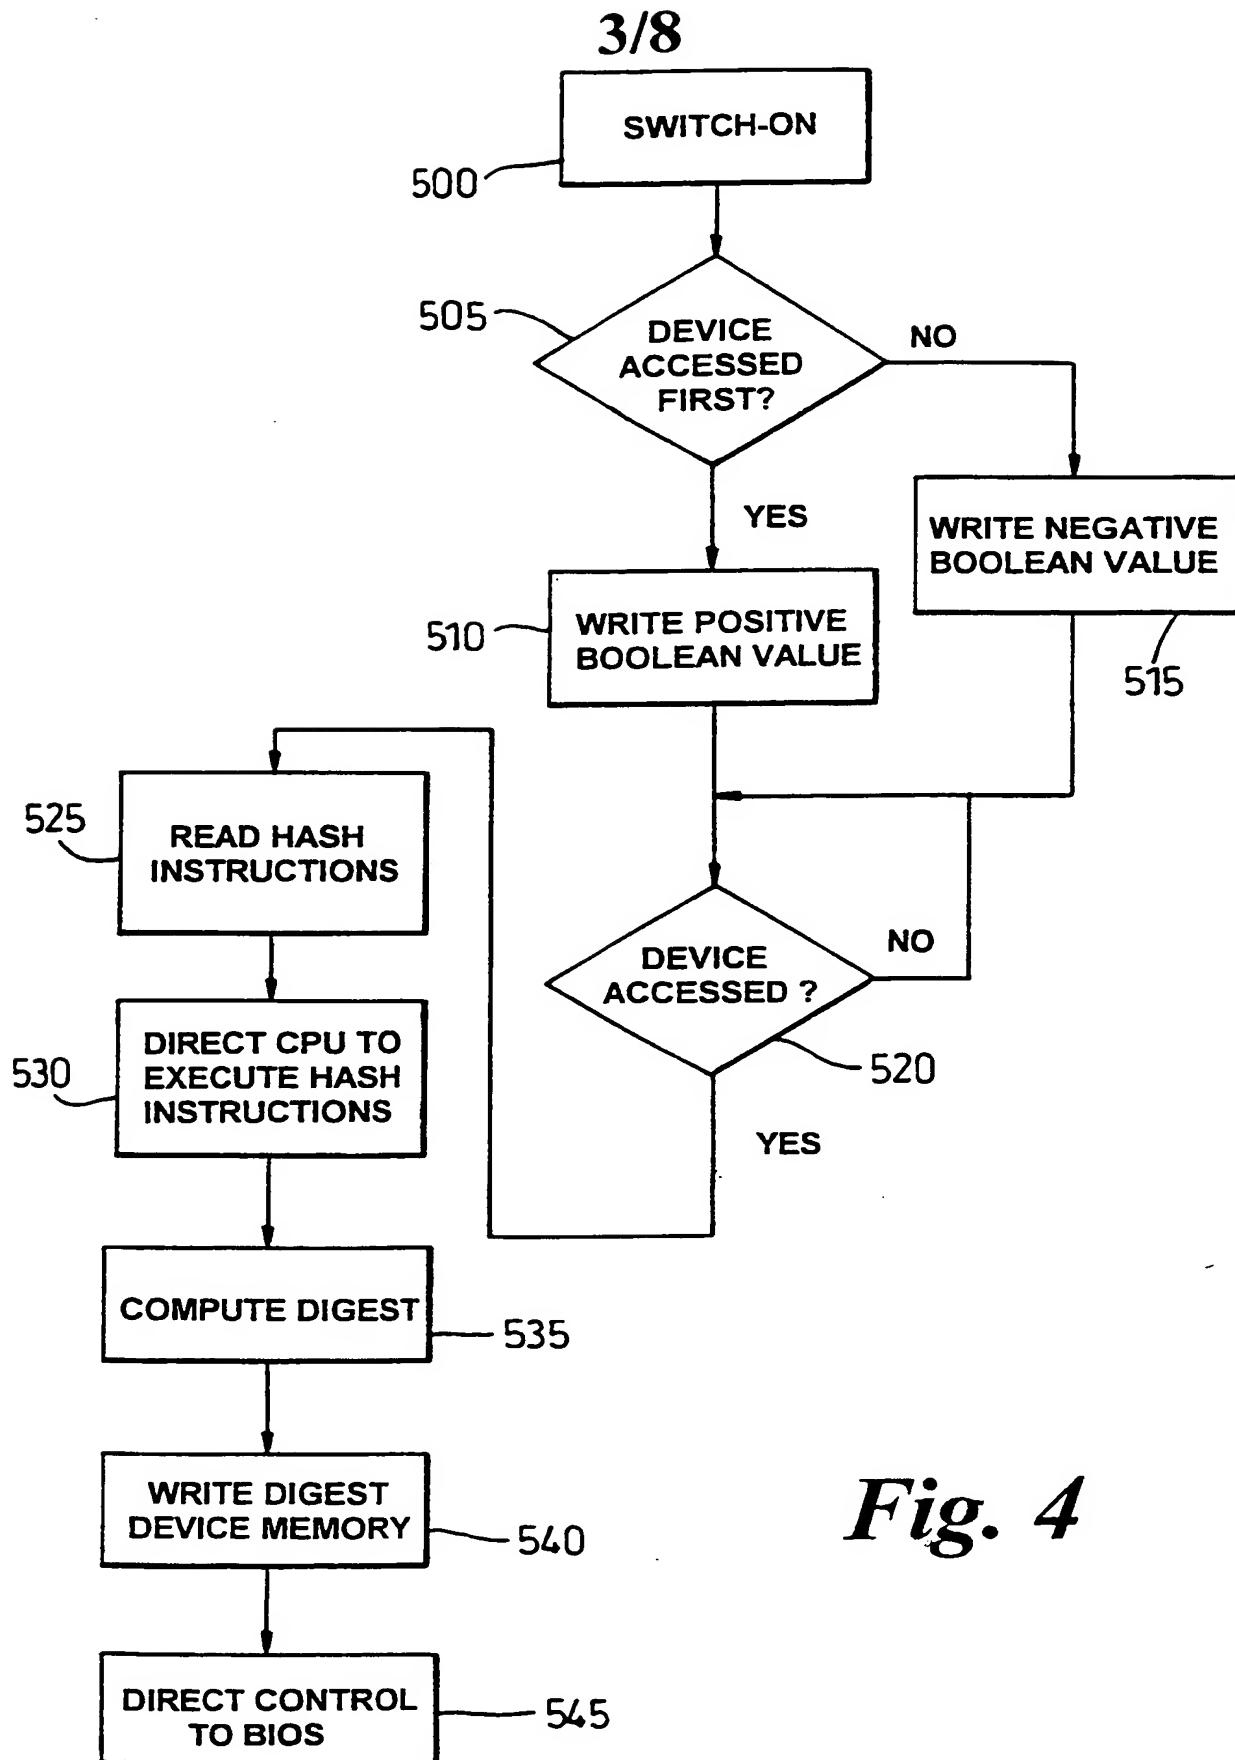 3/8
SWITCH-ON
500
505
DEVICE
ACCESSED
FIRST?
NO
YES
WRITE NEGATIVE
BOOLEAN VALUE
515
510
WRITE POSITIVE
BOOLEAN VALUE
525
READ HASH
INSTRUCTIONS
DEVICE
ACCESSED ?
NO
520
YES
530
DIRECT CPU TO
EXECUTE HASH
INSTRUCTIONS
COMPUTE DIGEST
535
WRITE DIGEST
DEVICE MEMORY
540
DIRECT CONTROL
TO BIOS
545
Fig. 4